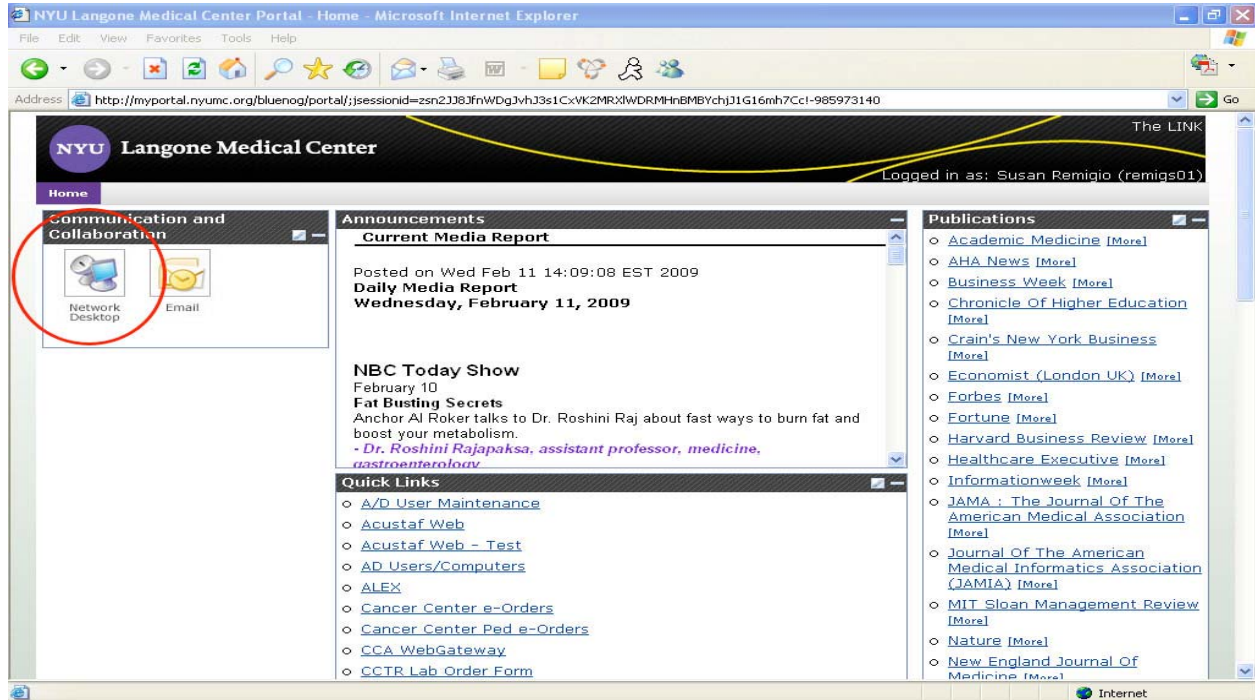 NYU Langone Medical Center Portal - Home - Microsoft Internet Explorer
File Edit View Favorites Tools Help
Address http://myportal.nyumc.org/bluenog/portal/;jsessionid=zsn2JJ8JfnWDgJvhJ3s1CxVK2MRXlWDRMHnBMBYchjJ1G16mh7Cc!-985973140 Go
The LINK
NYU Langone Medical Center
Logged in as: Susan Remigio (remigs01)
Home
Communication and
Collaboration
Network
Desktop
Email
Announcements
Current Media Report
Posted on Wed Feb 11 14:09:08 EST 2009
Daily Media Report
Wednesday, February 11, 2009
NBC Today Show
February 10
Fat Busting Secrets
Anchor Al Roker talks to Dr. Roshini Raj about fast ways to burn fat and
boost your metabolism.
- Dr. Roshini Rajapaksa, assistant professor, medicine,
gastroenterology
Quick Links
A/D User Maintenance
Acustaf Web
Acustaf Web - Test
AD Users/Computers
ALEX
Cancer Center e-Orders
Cancer Center Ped e-Orders
CCA WebGateway
CCTR Lab Order Form
Publications
Academic Medicine [More]
AHA News [More]
Business Week [More]
Chronicle Of Higher Education
[More]
Crain's New York Business
[More]
Economist (London UK) [More]
Forbes [More]
Fortune [More]
Harvard Business Review [More]
Healthcare Executive [More]
Informationweek [More]
JAMA : The Journal Of The
American Medical Association
[More]
Journal Of The American
Medical Informatics Association
(JAMIA) [More]
MIT Sloan Management Review
[More]
Nature [More]
New England Journal Of
Medicine [More]
Internet